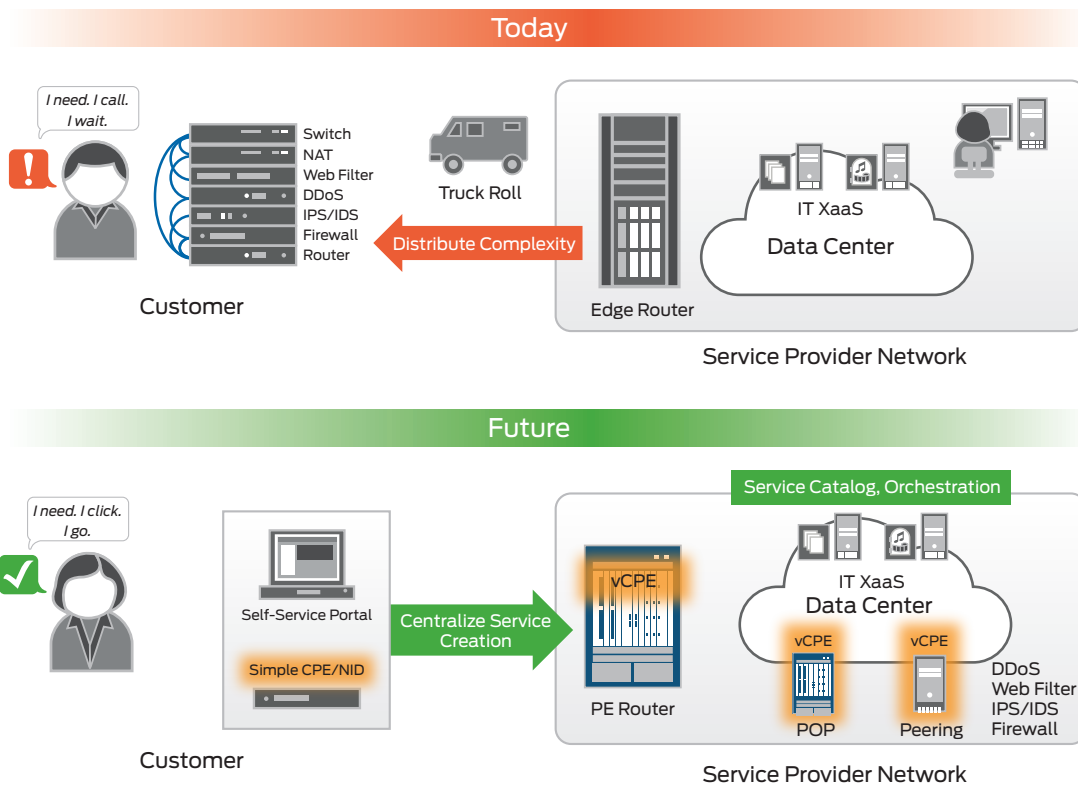 Today
I need. I call.
I wait.
Switch
NAT
Web Filter
DDoS
IPS/IDS
Firewall
Router
Truck Roll
Distribute Complexity
Customer
Edge Router
IT XaaS
Data Center
Service Provider Network
Future
I need. I click.
I go.
Self-Service Portal
Simple CPE/NID
Centralize Service
Creation
Customer
Service Catalog, Orchestration
vCPE
PE Router
IT XaaS
Data Center
vCPE
POP
vCPE
Peering
DDoS
Web Filter
IPS/IDS
Firewall
Service Provider Network